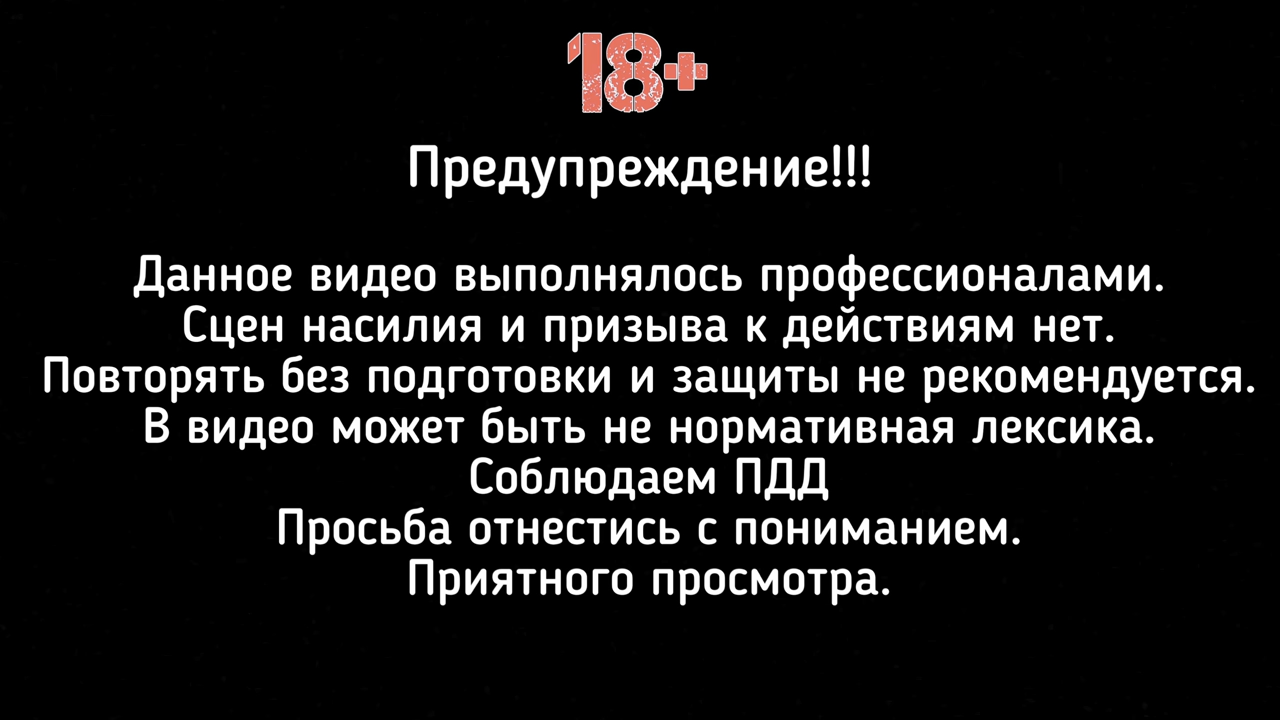 18+
Предупреждение!!!
Данное видео выполнялось профессионалами.
Сцен насилия и призыва к действиям нет.
Повторять без подготовки и защиты не рекомендуется.
В видео может быть не нормативная лексика.
Соблюдаем ПДД
Просьба отнестись с пониманием.
Приятного просмотра.